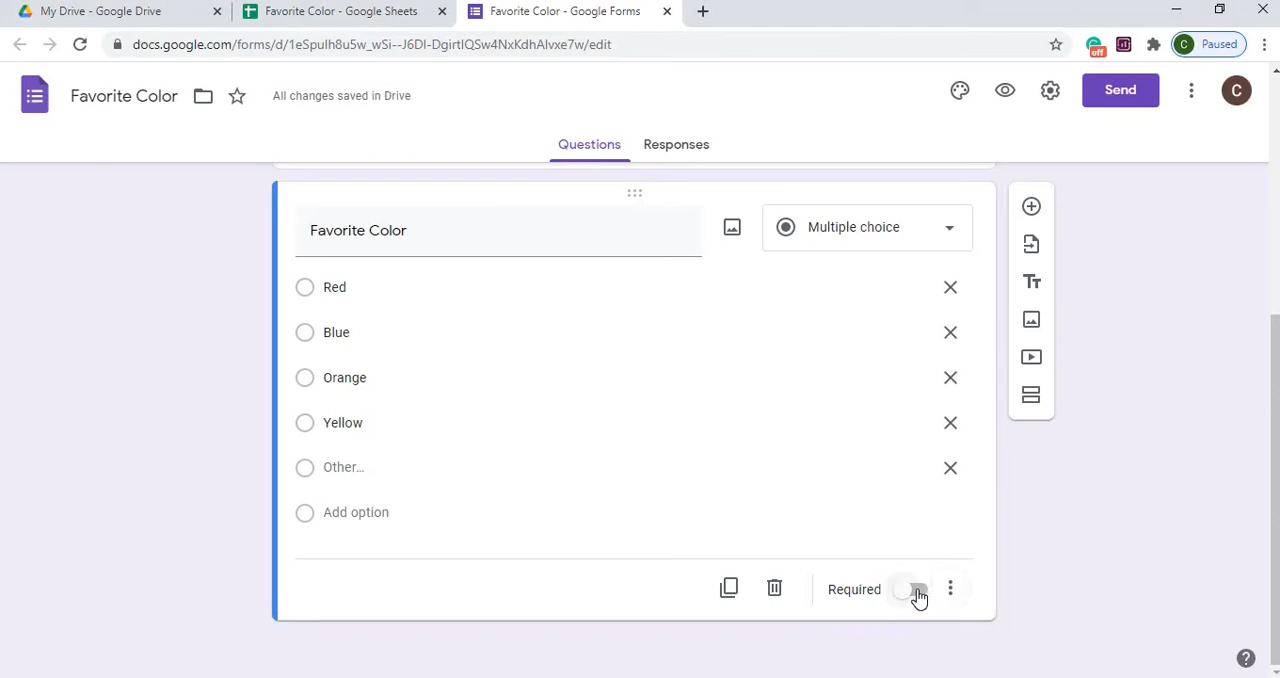 My Drive - Google Drive
Favorite Color - Google Sheets
Favorite Color - Google Forms
docs.google.com/forms/d/1eSpulh8u5w_wSi--J6DI-DgirtIQSw4NxKdhAlvxe7w/edit
off
C Paused
Favorite Color
All changes saved in Drive
Send
C
Questions
Responses
Favorite Color
Multiple choice
Red
Blue
Orange
Yellow
Other...
Add option
Required